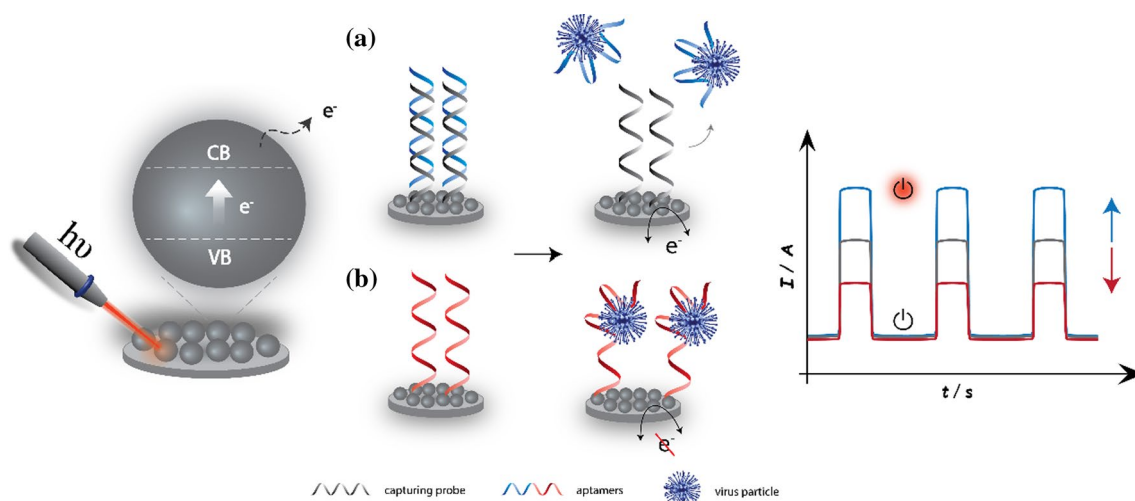 (a)
e-
CB
e-
VB
hυ
e-
(b)
e-
I / A
t / s
capturing probe
aptamers
virus particle